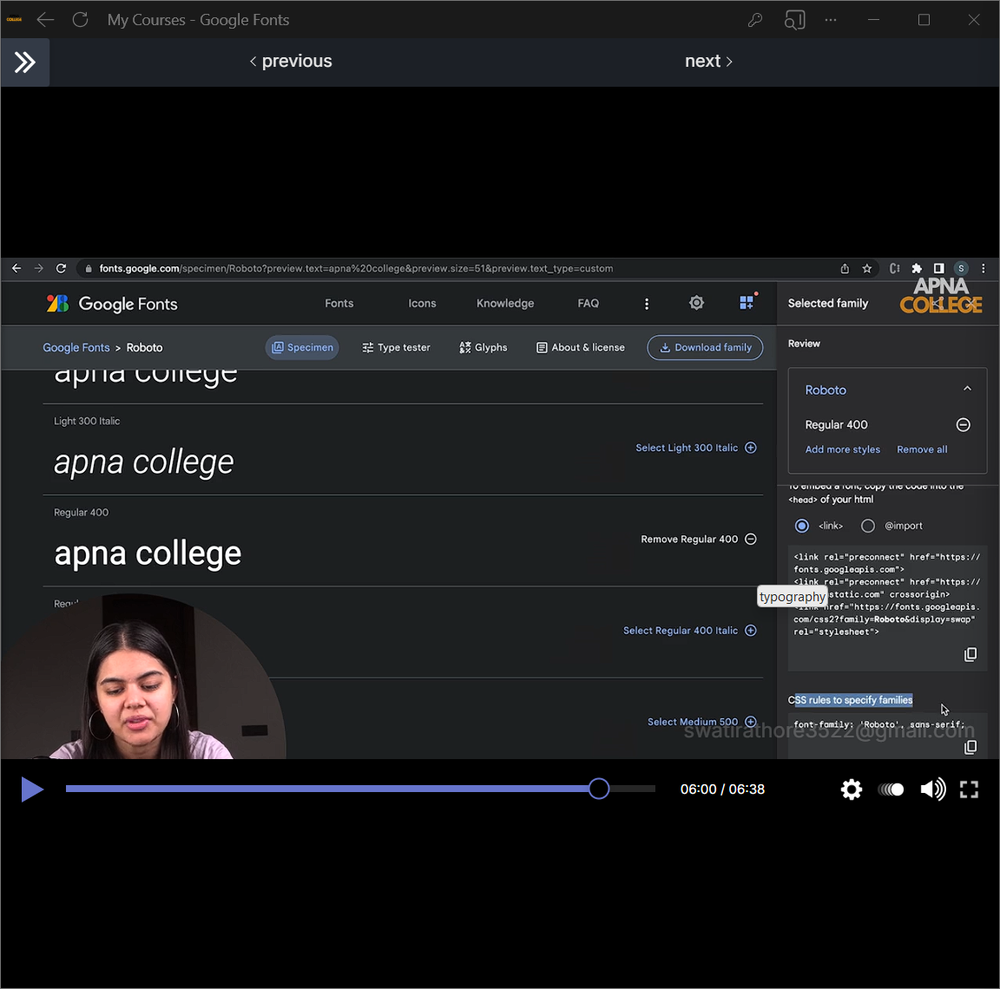 COLLEGE
My Courses - Google Fonts
previous
next
fonts.google.com/specimen/Roboto?preview.text=apna%20college&preview.size=51&preview.text_type=custom
S
Google Fonts
Fonts
Icons
Knowledge
FAQ
Selected family
APNA
COLLEGE
Google Fonts > Roboto
Specimen
Type tester
Glyphs
About & license
Download family
Review
apna college
Roboto
Light 300 Italic
Regular 400
apna college
Select Light 300 Italic
Add more styles
Remove all
To embed a font, copy the code into the
<head> of your html
Regular 400
<link>
@import
apna college
Remove Regular 400
<link rel="preconnect" href="https://
fonts.googleapis.com">
<link rel="preconnect" href="https://
static.com" crossorigin>
typography
<link href="https://fonts.googleapis.
com/css2?family=Roboto&display=swap"
rel="stylesheet">
Regul
Select Regular 400 Italic
CSS rules to specify families
Select Medium 500
font-family: 'Roboto', sans-serif;
swatirathore3522@gmail.com
06:00 / 06:38